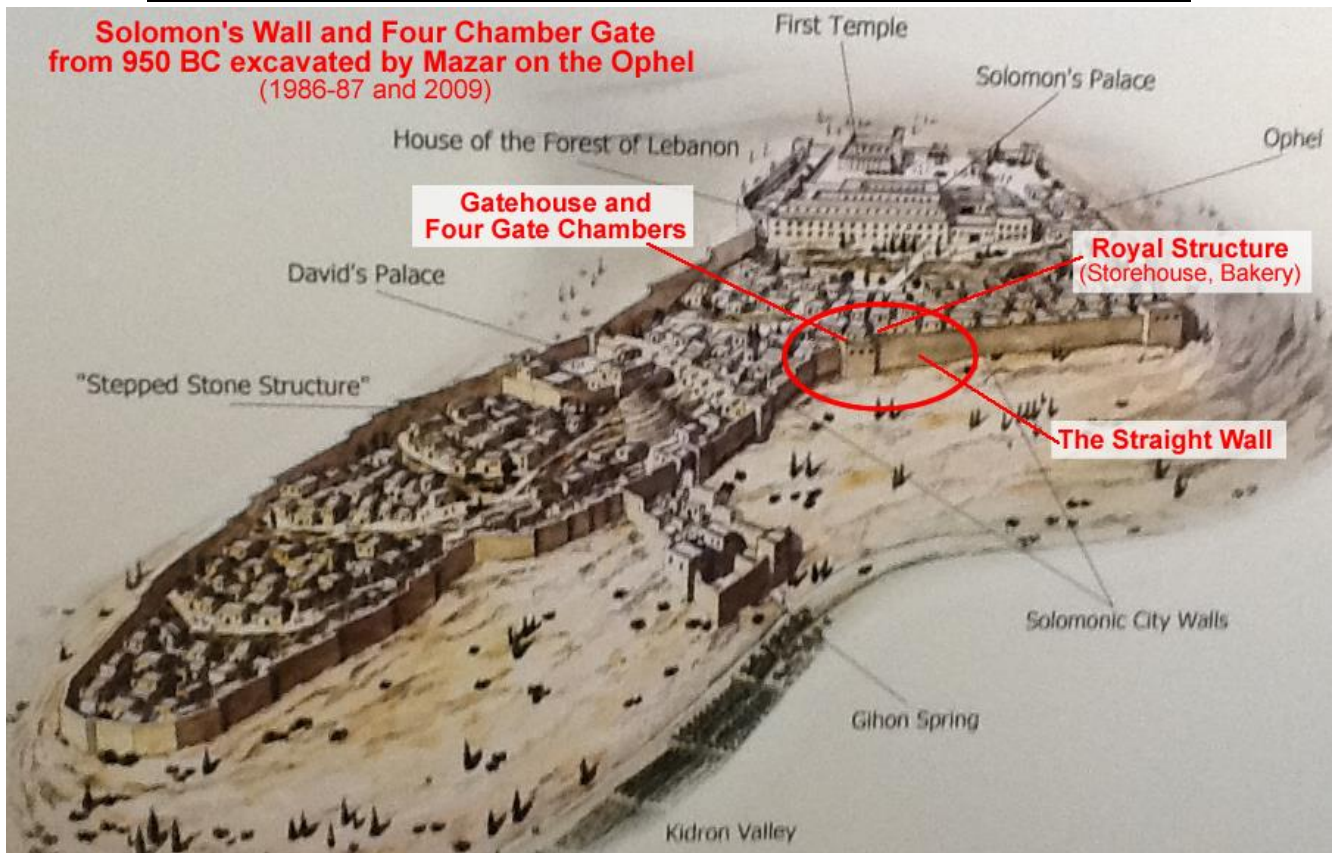 Solomon's Wall and Four Chamber Gate
from 950 BC excavated by Mazar on the Ophel
(1986-87 and 2009)
First Temple
Solomon's Palace
Ophel
House of the Forest of Lebanon
Gatehouse and
Four Gate Chambers
Royal Structure
(Storehouse, Bakery)
David's Palace
"Stepped Stone Structure"
The Straight Wall
Solomonic City Walls
Gihon Spring
Kidron Valley